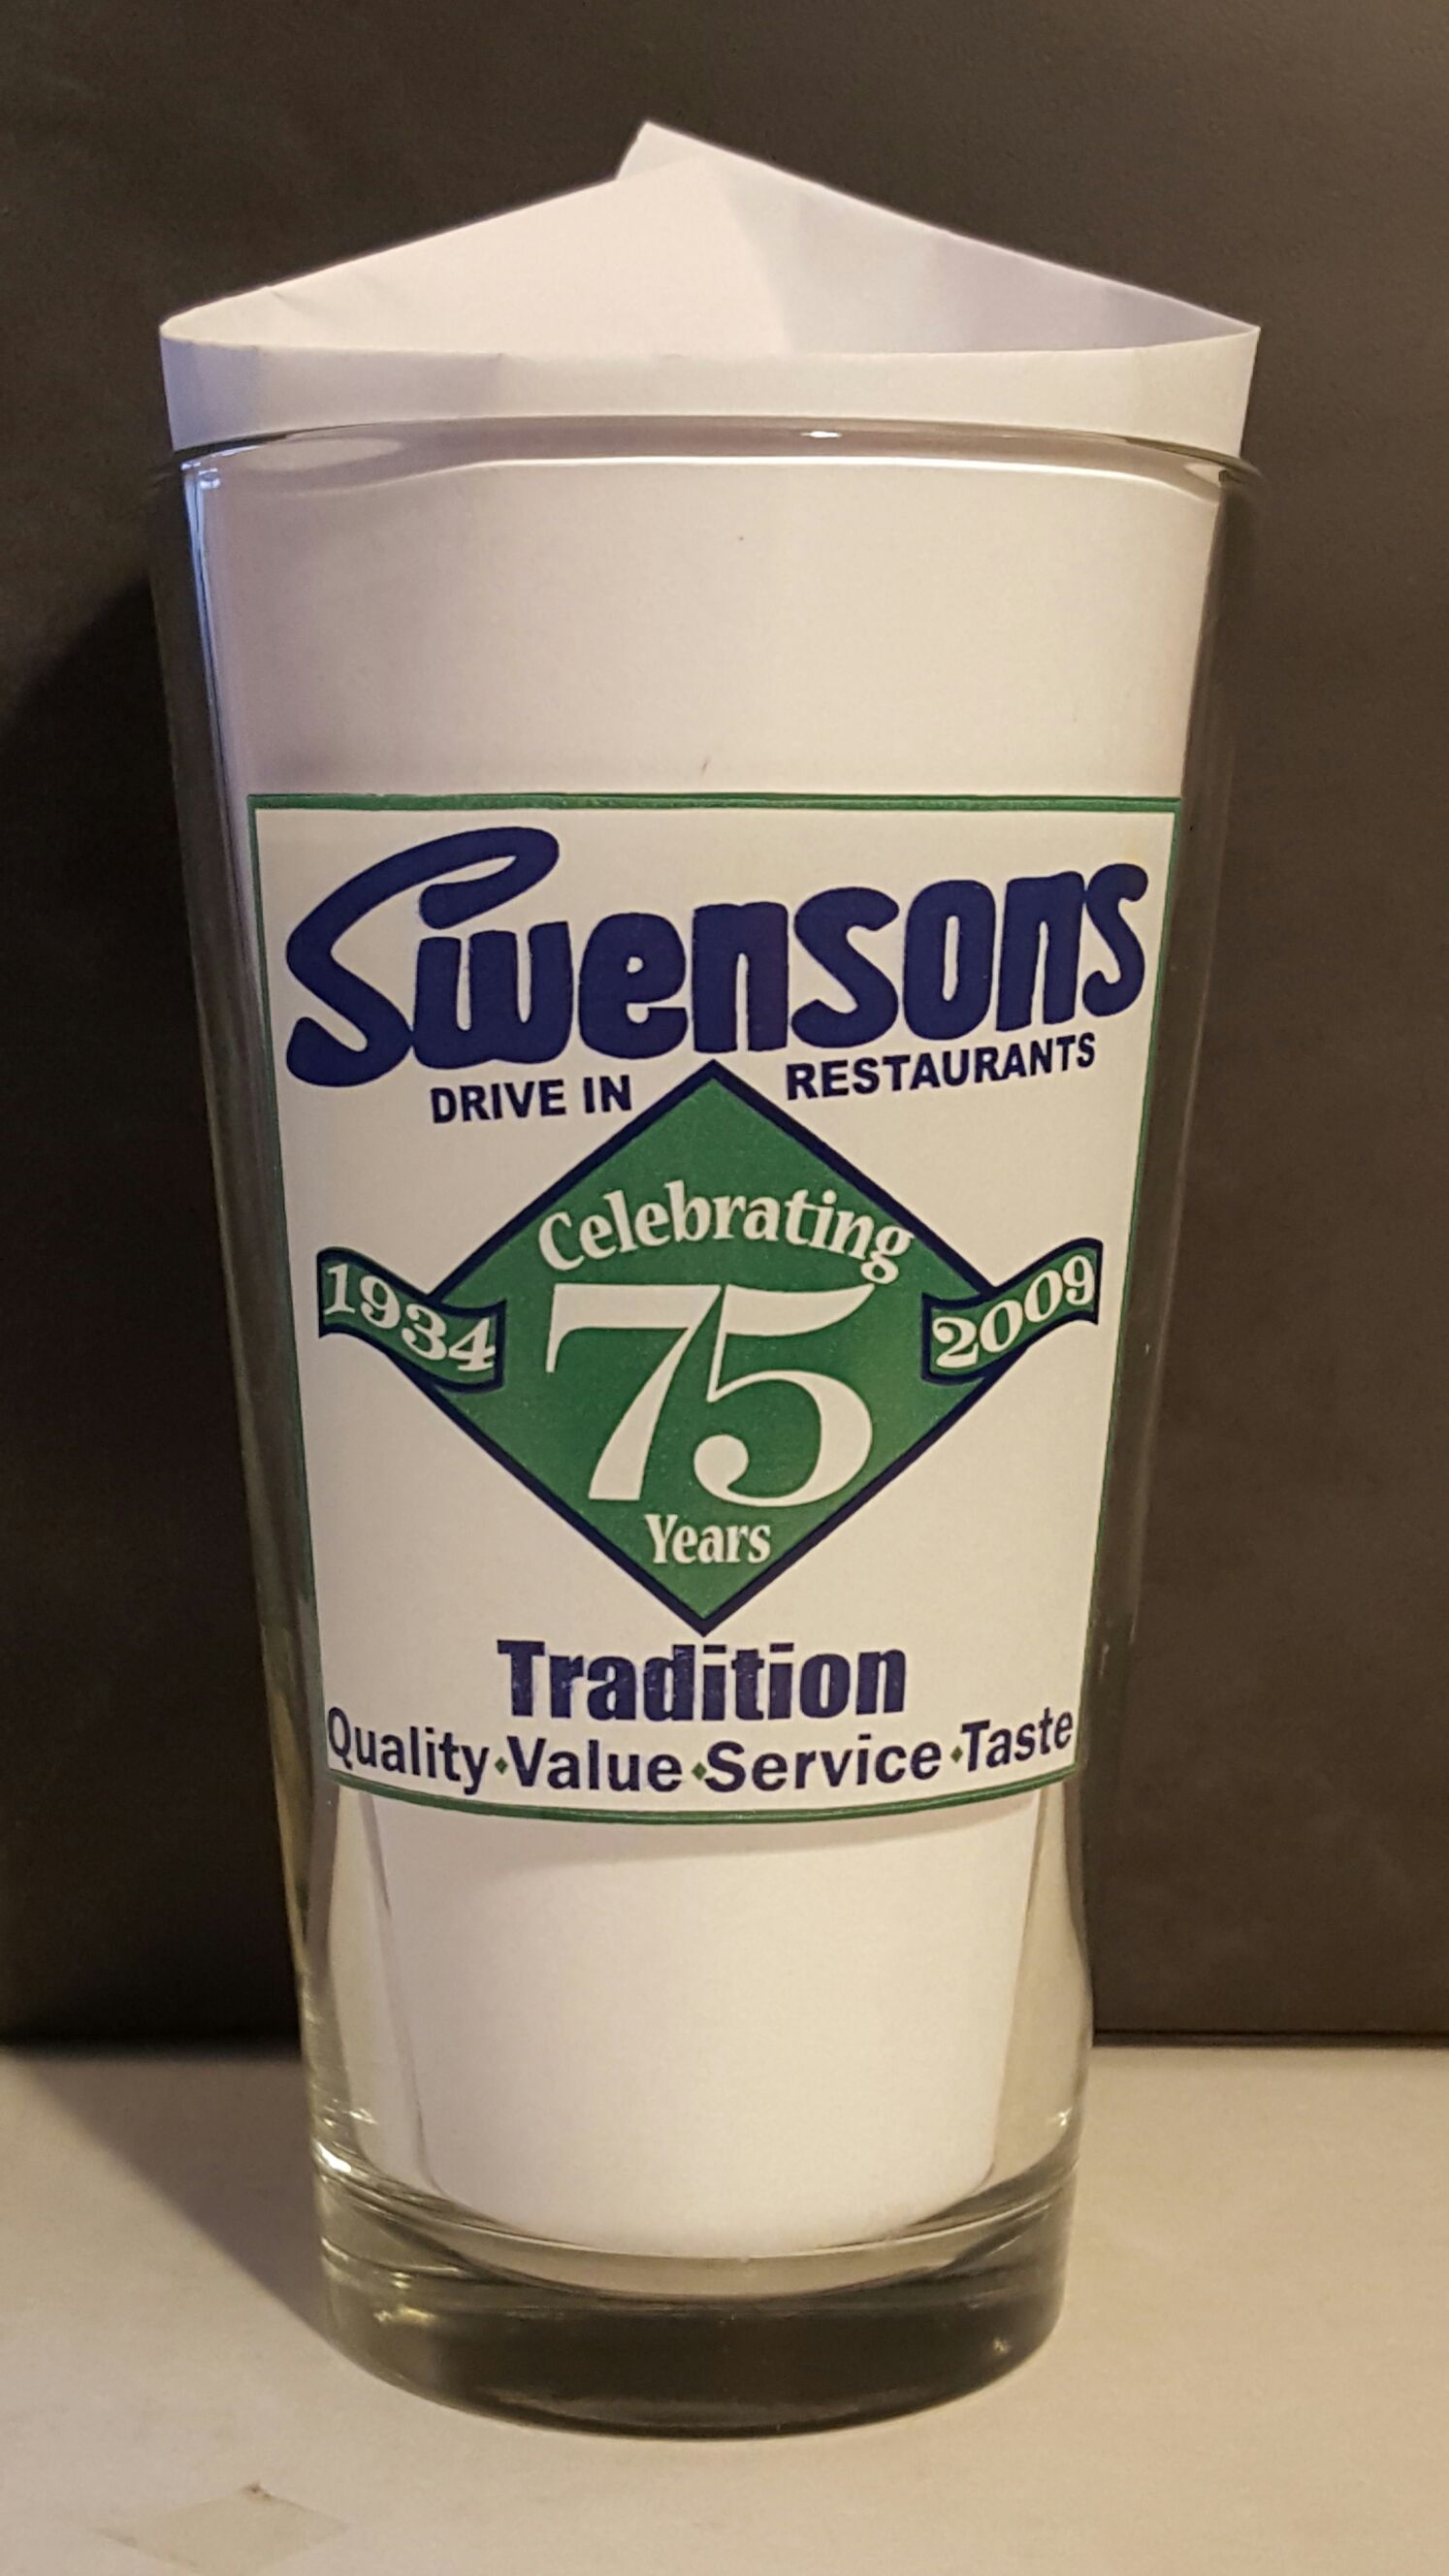 Swensons
DRIVE IN RESTAURANTS
Celebrating
1934 75 2009
Years
Tradition
Quality·Value·Service·Taste